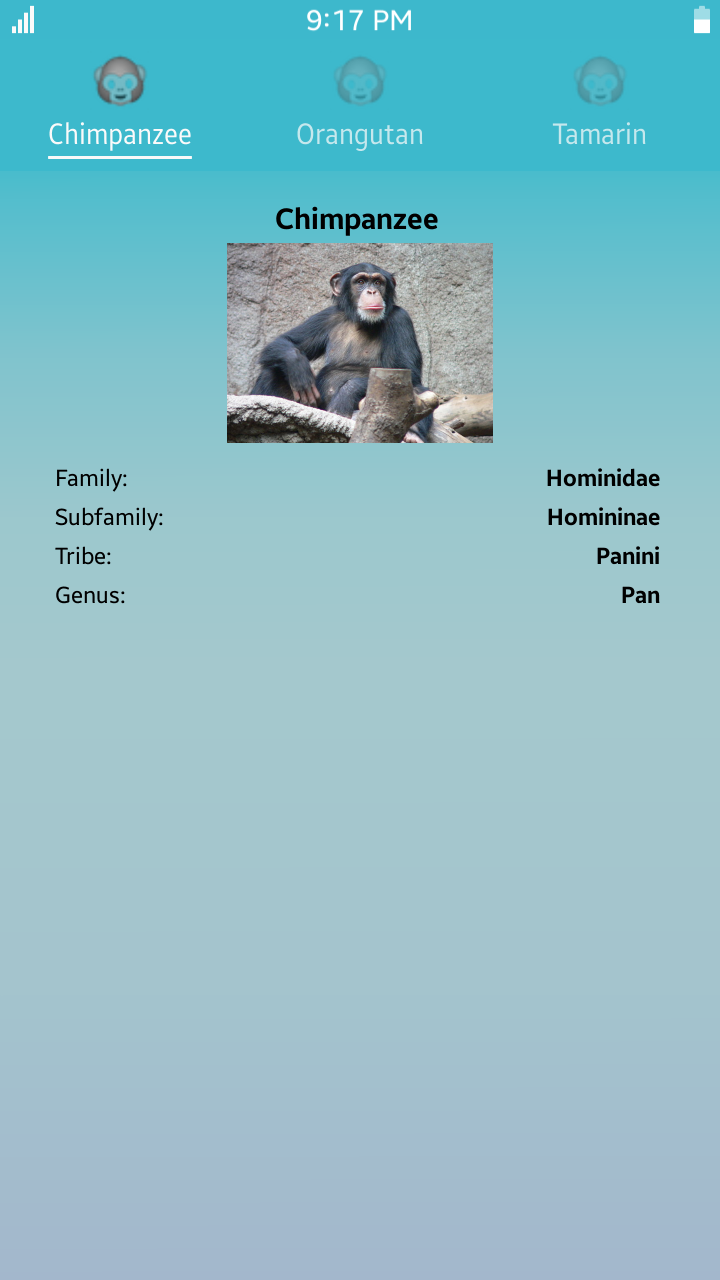 9:17 PM
Chimpanzee Orangutan Tamarin
Chimpanzee
Family: Hominidae
Subfamily: Homininae
Tribe: Panini
Genus: Pan